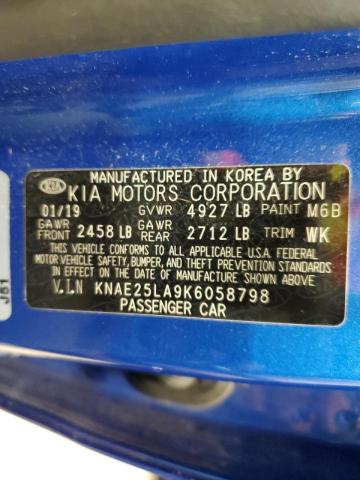 MANUFACTURED IN KOREA BY
KIA KIA MOTORS CORPORATION
01/19 GVWR 4927 LB PAINT M6B
GAWR FRONT 2458 LB GAWR REAR 2712 LB TRIM WK
THIS VEHICLE CONFORMS TO ALL APPLICABLE U.S.A. FEDERAL
MOTOR VEHICLE SAFETY, BUMPER, AND THEFT PREVENTION
STANDARDS IN EFFECT ON THE DATE OF MANUFACTURE SHOWN ABOVE.
V.I.N KNAE25LA9K6058798
PASSENGER CAR
J51